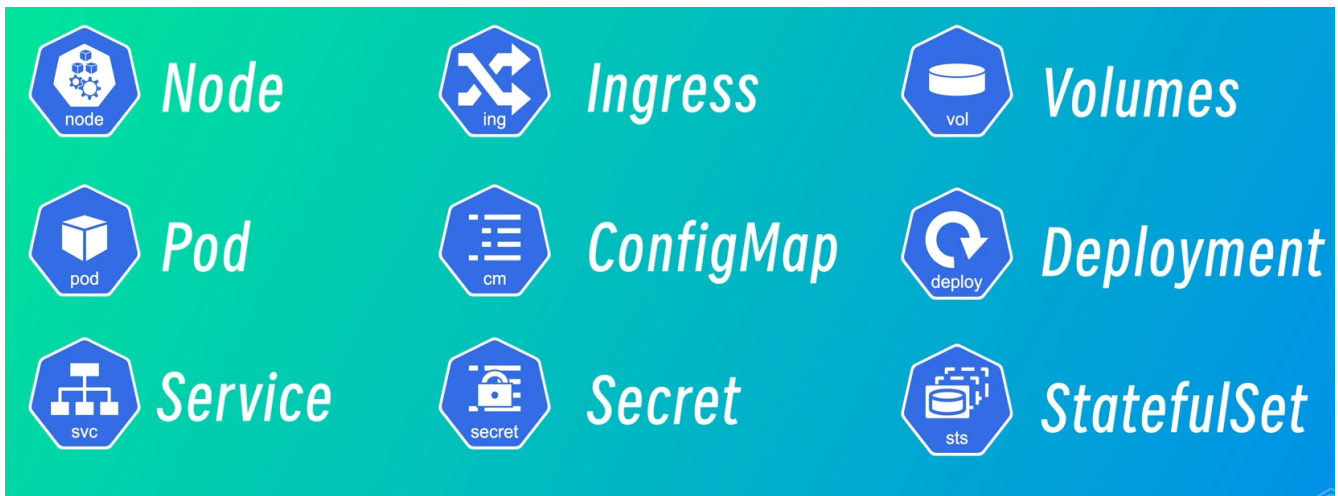 node Node
ing Ingress
vol Volumes
pod Pod
cm ConfigMap
deploy Deployment
svc Service
secret Secret
sts StatefulSet